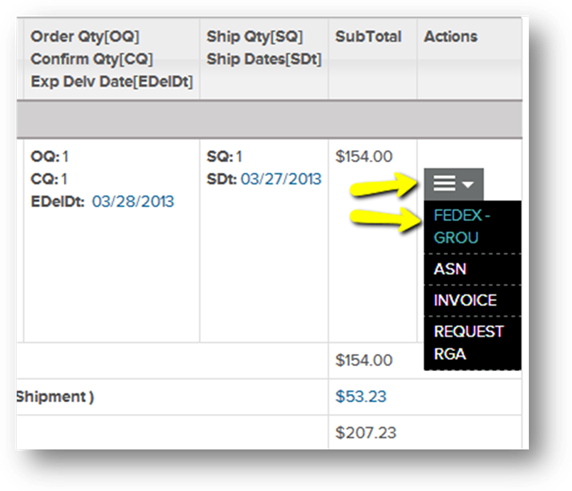 Order Qty[OQ]
Confirm Qty[CQ]
Exp Delv Date[EDelDt]
Ship Qty[SQ]
Ship Dates[SDt]
SubTotal
Actions
OQ: 1
CQ: 1
EDelDt: 03/28/2013
SQ: 1
SDt: 03/27/2013
$154.00
FEDEX -
GROU
ASN
INVOICE
REQUEST
RGA
$154.00
Shipment )
$53.23
$207.23